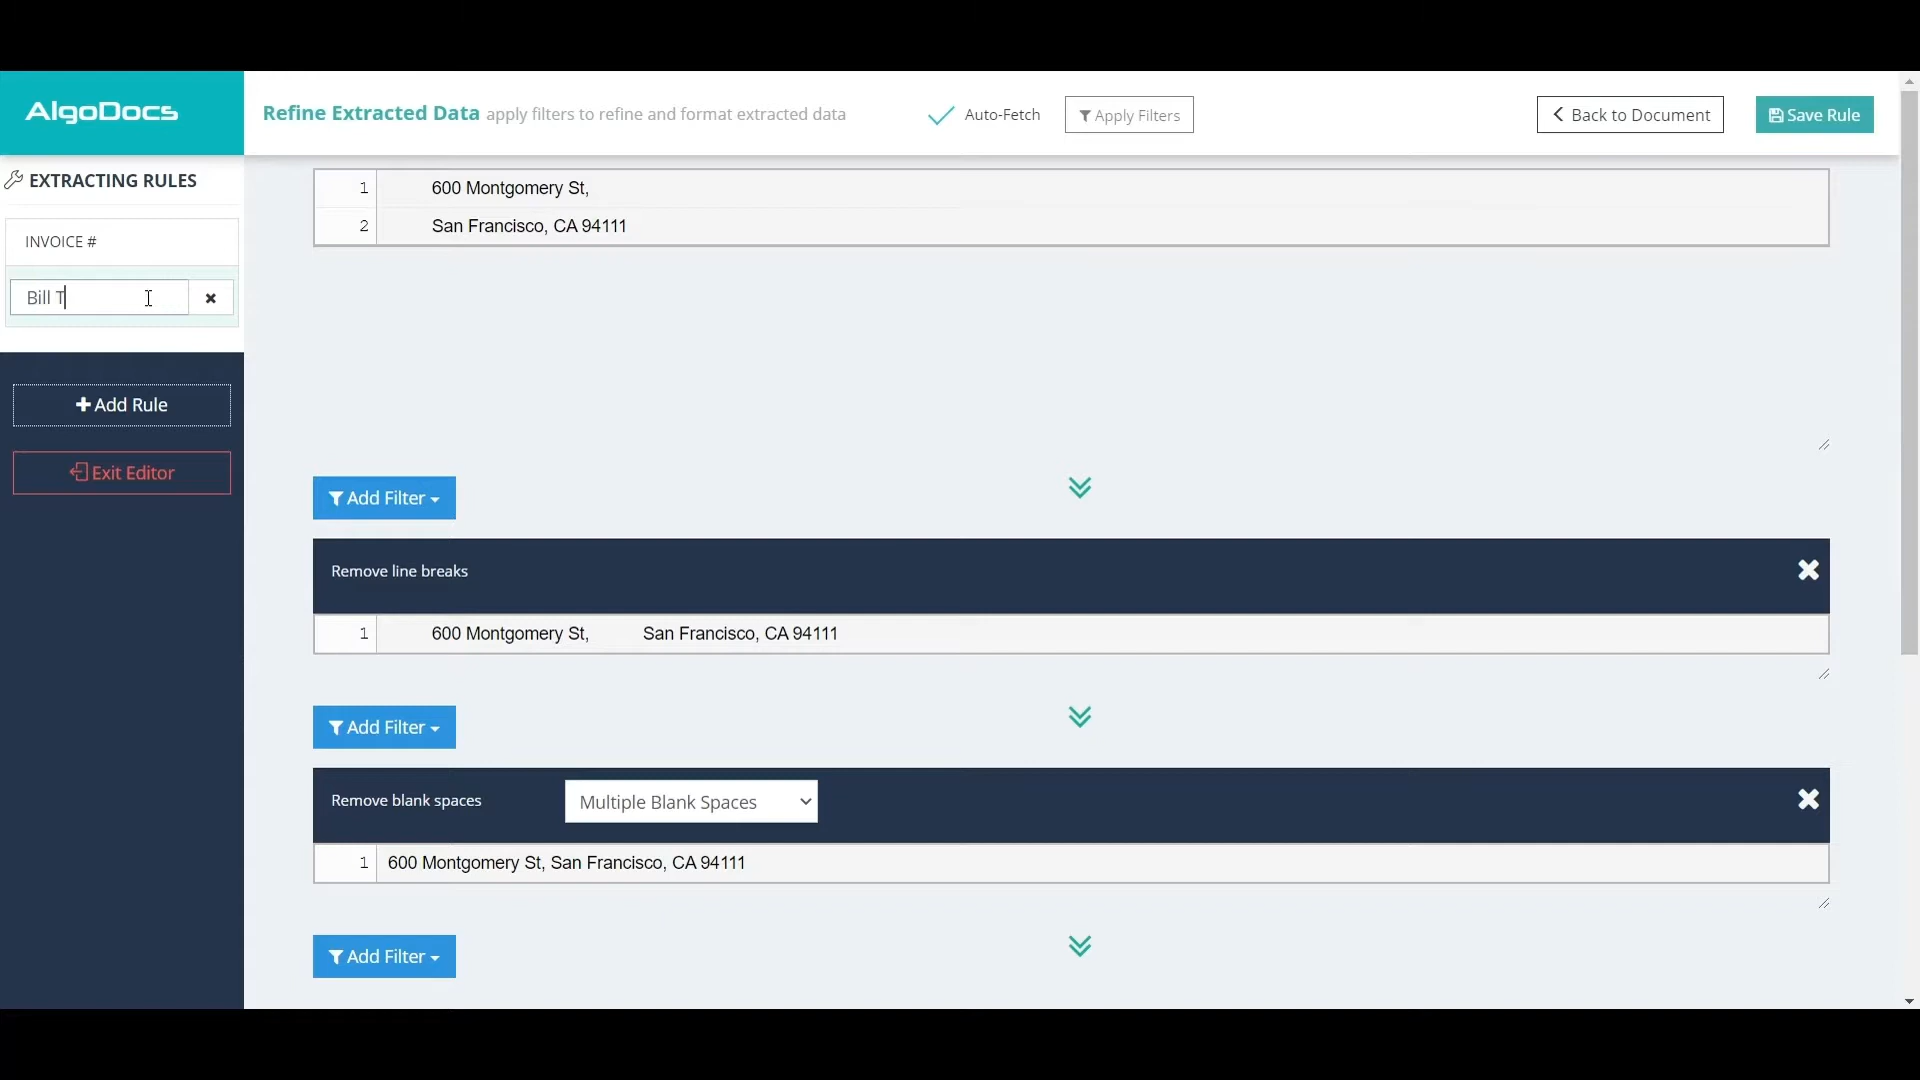 AlgoDocs
Refine Extracted Data apply filters to refine and format extracted data
Auto-Fetch
Apply Filters
Back to Document
Save Rule
EXTRACTING RULES
INVOICE #
Bill T
Add Rule
Exit Editor
1 600 Montgomery St,
2 San Francisco, CA 94111
Add Filter
Remove line breaks
1 600 Montgomery St, San Francisco, CA 94111
Add Filter
Remove blank spaces Multiple Blank Spaces
1 600 Montgomery St, San Francisco, CA 94111
Add Filter